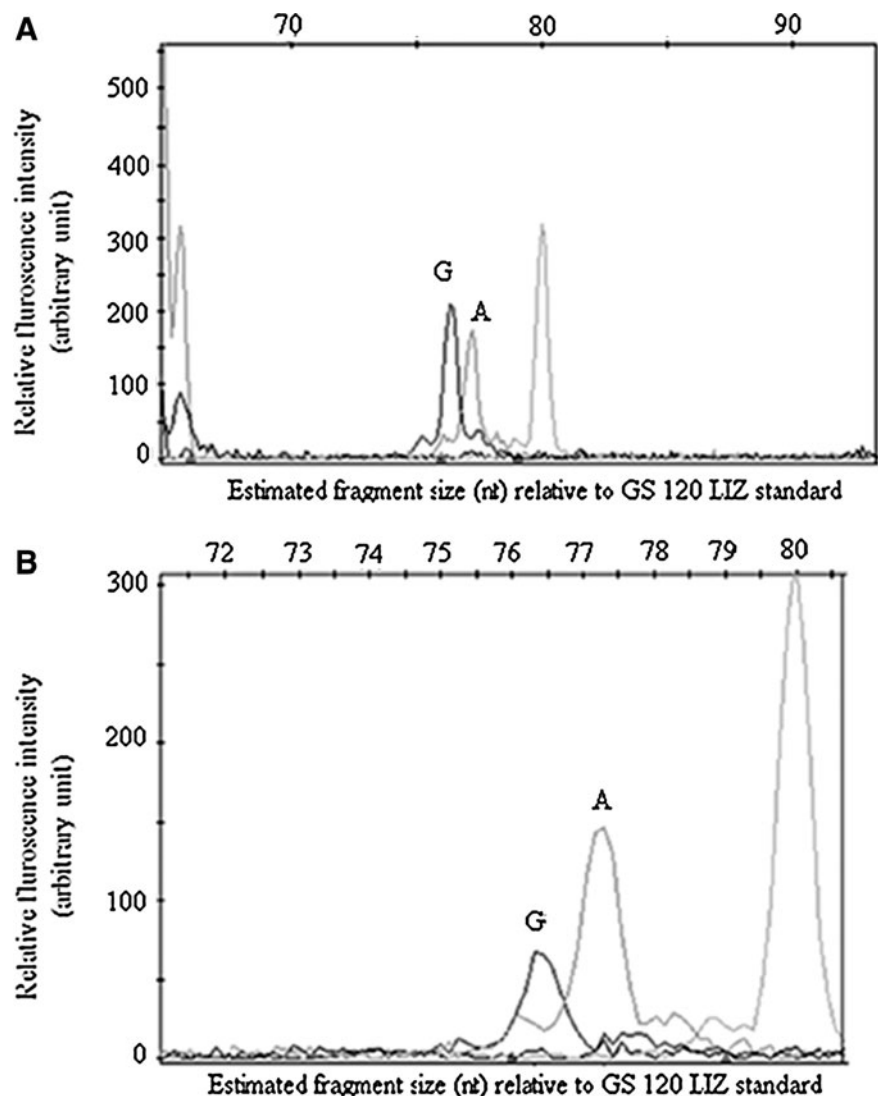 A
70 80 90
500
400
300
200
100
0
Relative fluroscence intensity
(arbitrary unit)
G
A
Estimated fragment size (nt) relative to GS 120 LIZ standard
B
72 73 74 75 76 77 78 79 80
300
200
100
0
Relative fluroscence intensity
(arbitrary unit)
G
A
Estimated fragment size (nt) relative to GS 120 LIZ standard